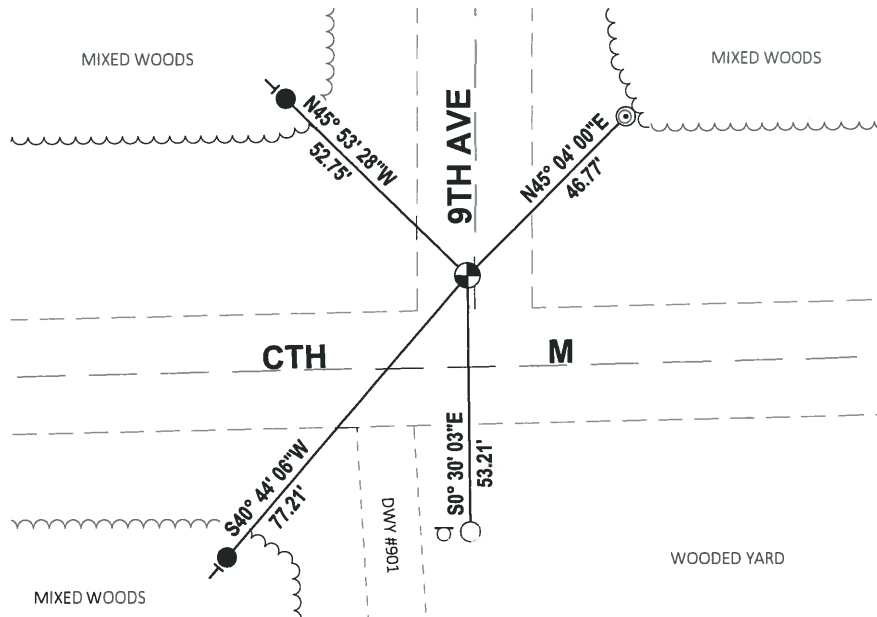 MIXED WOODS
MIXED WOODS
N45° 53' 28"W
52.75'
9TH AVE
N45° 04' 00"E
46.77'
CTH
M
S40° 44' 06"W
77.21'
S0° 30' 03"E
53.21'
DWY #901
WOODED YARD
MIXED WOODS